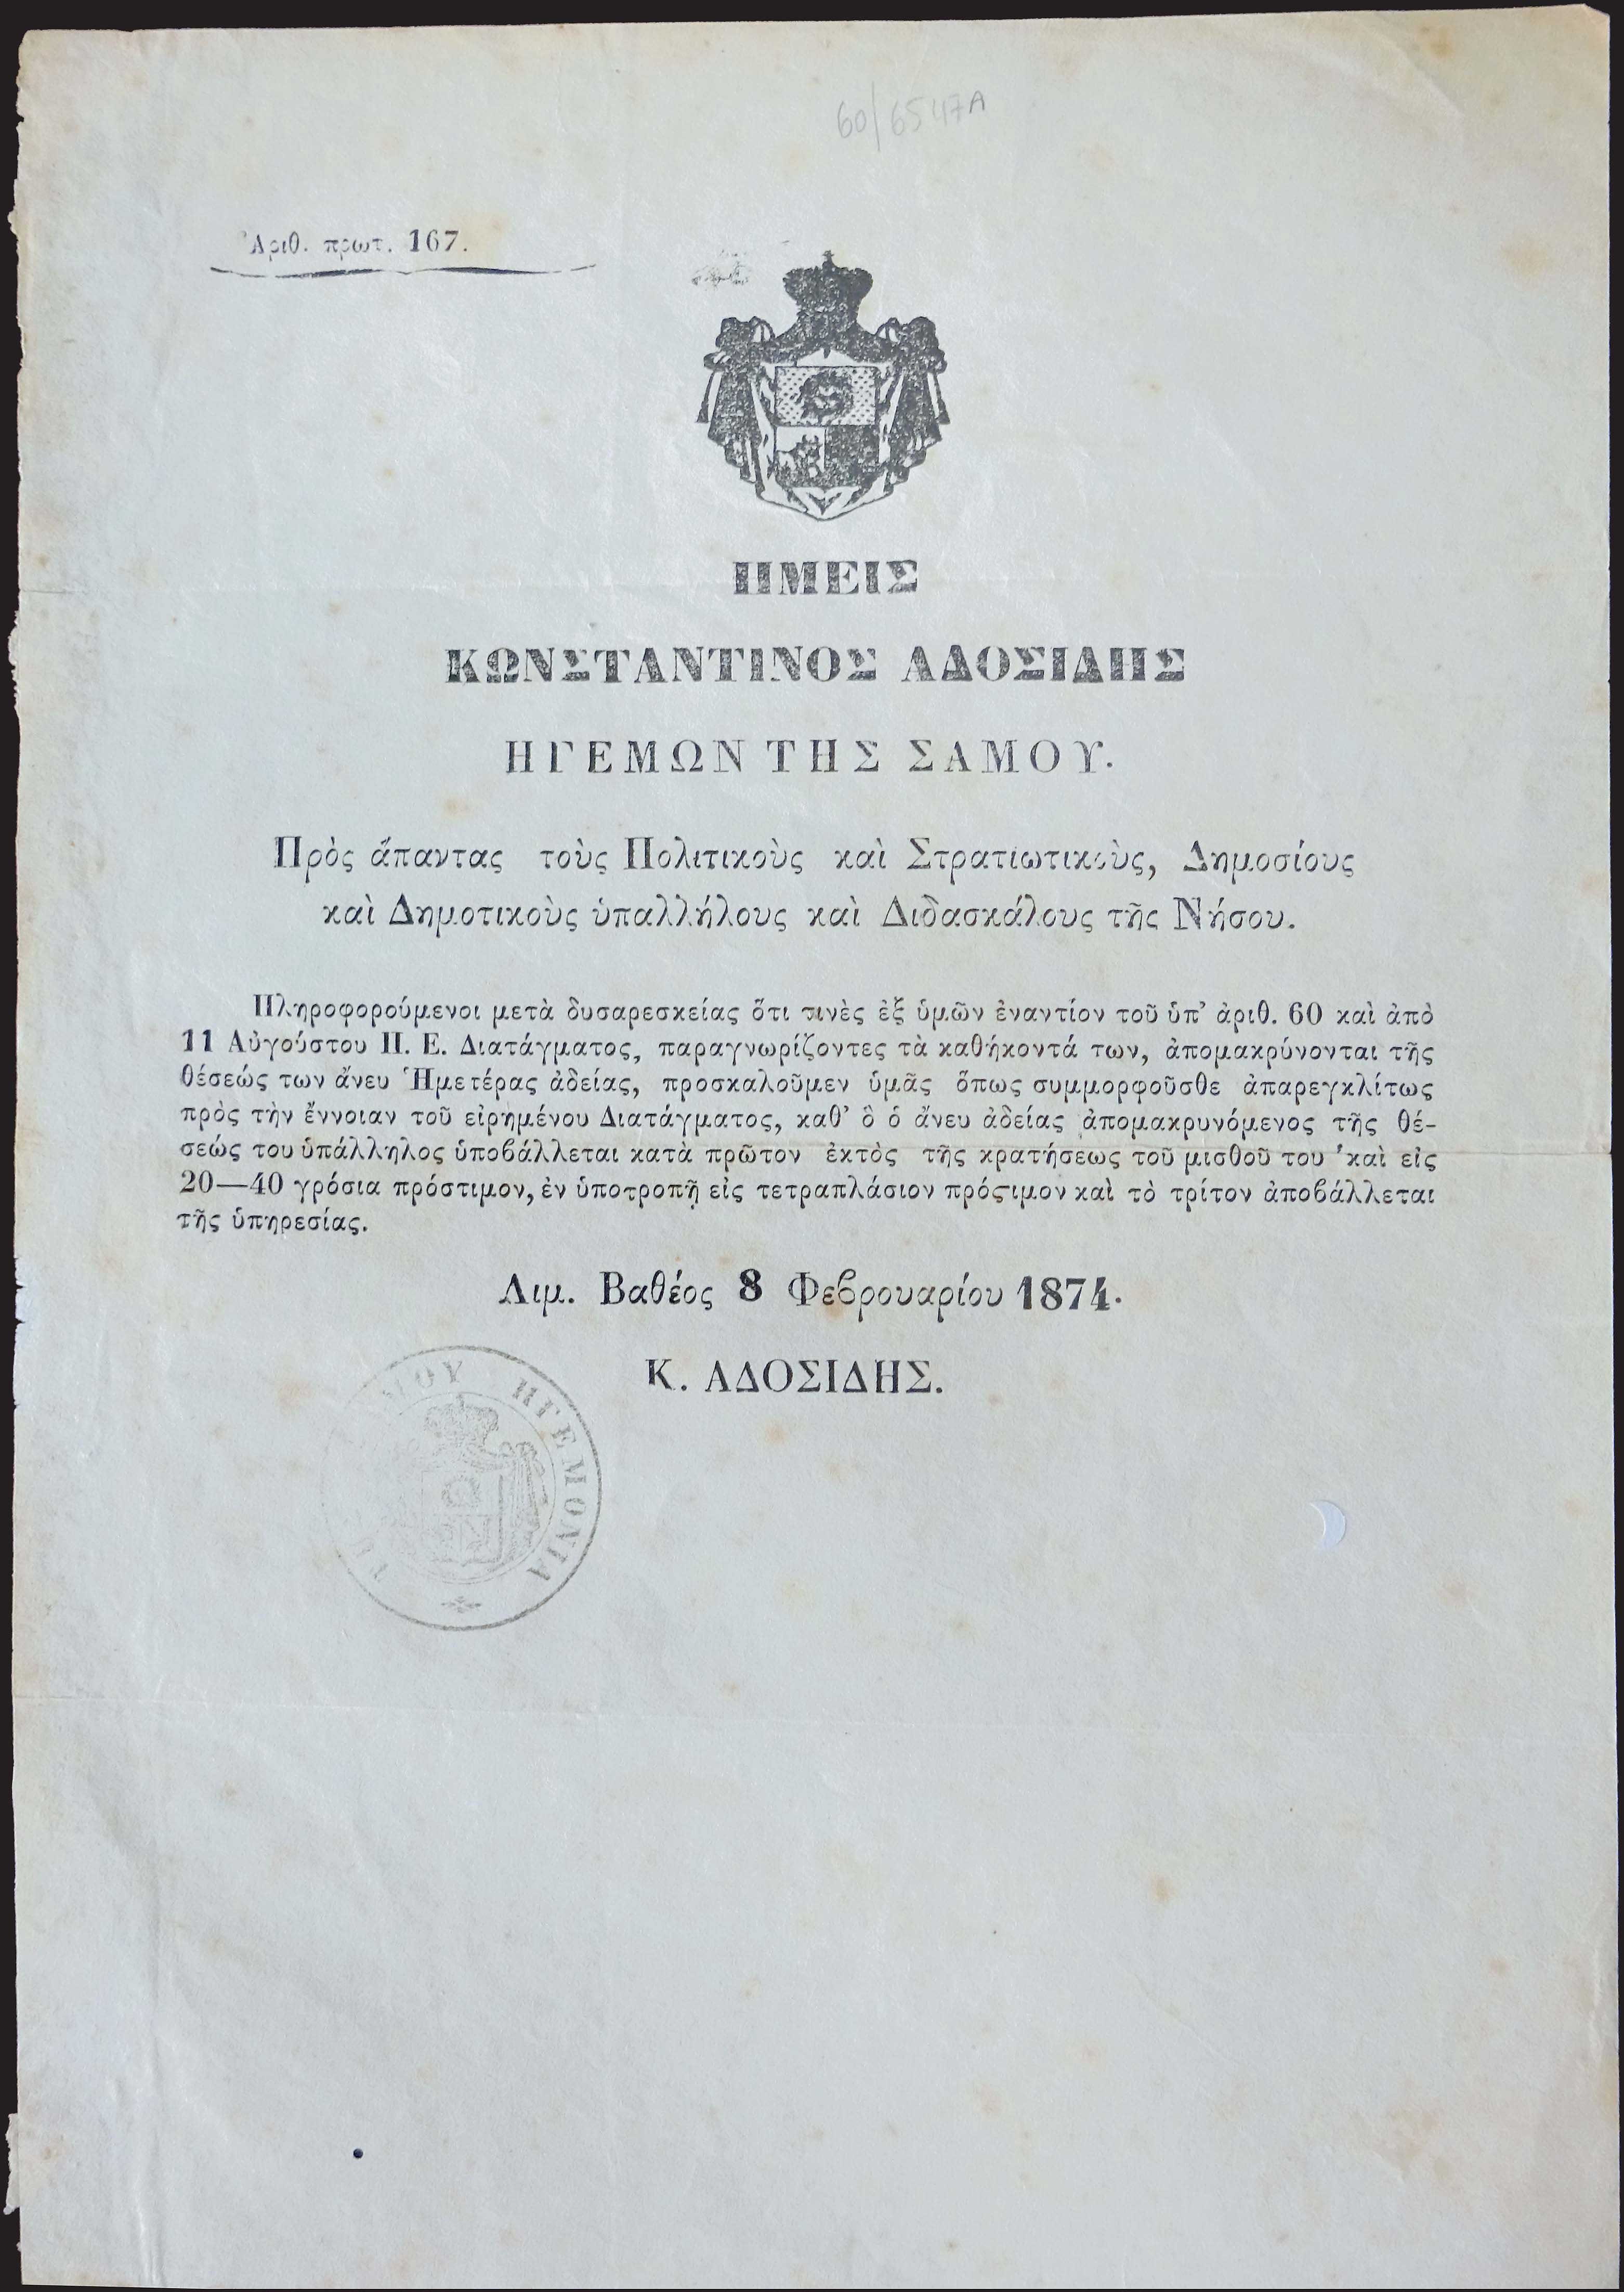 60/6547A
Ἀριθ. πρωτ. 167.
ΗΜΕΙΣ
ΚΩΝΣΤΑΝΤΙΝΟΣ ΑΔΟΣΙΔΗΣ
ΗΓΕΜΩΝ ΤΗΣ ΣΑΜΟΥ.
Πρὸς ἅπαντας τοὺς Πολιτικοὺς καὶ Στρατιωτικοὺς, Δημοσίους
καὶ Δημοτικοὺς ὑπαλλήλους καὶ Διδασκάλους τῆς Νήσου.
Πληροφορούμενοι μετὰ δυσαρεσκείας ὅτι τινὲς ἐξ ὑμῶν ἐναντίον τοῦ ὑπ’ ἀριθ. 60 καὶ ἀπὸ
11 Αὐγούστου Π. Ε. Διατάγματος, παραγνωρίζοντες τὰ καθήκοντά των, ἀπομακρύνονται τῆς
θέσεώς των ἄνευ Ἡμετέρας ἀδείας, προσκαλοῦμεν ὑμᾶς ὅπως συμμορφοῦσθε ἀπαρεγκλίτως
πρὸς τὴν ἔννοιαν τοῦ εἰρημένου Διατάγματος, καθ’ ὃ ὁ ἄνευ ἀδείας ἀπομακρυνόμενος τῆς θέ-
σεώς του ὑπάλληλος ὑποβάλλεται κατὰ πρῶτον ἐκτὸς τῆς κρατήσεως τοῦ μισθοῦ του καὶ εἰς
20—40 γρόσια πρόστιμον, ἐν ὑποτροπῇ εἰς τετραπλάσιον πρόστιμον καὶ τὸ τρίτον ἀποβάλλεται
τῆς ὑπηρεσίας.
Λιμ. Βαθέος 8 Φεβρουαρίου 1874.
Κ. ΑΔΟΣΙΔΗΣ.
ΗΓΕΜΟΝΙΑ